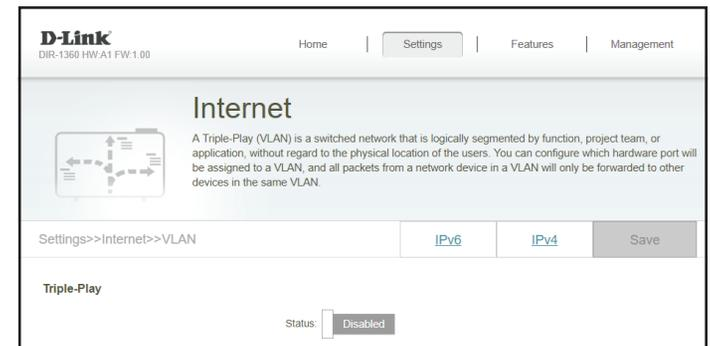 D-Link
DIR-1360 HW:A1 FW:1.00
Home
Settings
Features
Management
Internet
A Triple-Play (VLAN) is a switched network that is logically segmented by function, project team, or
application, without regard to the physical location of the users. You can configure which hardware port will
be assigned to a VLAN, and all packets from a network device in a VLAN will only be forwarded to other
devices in the same VLAN.
Settings>>Internet>>VLAN
IPv6
IPv4
Save
Triple-Play
Status:
Disabled